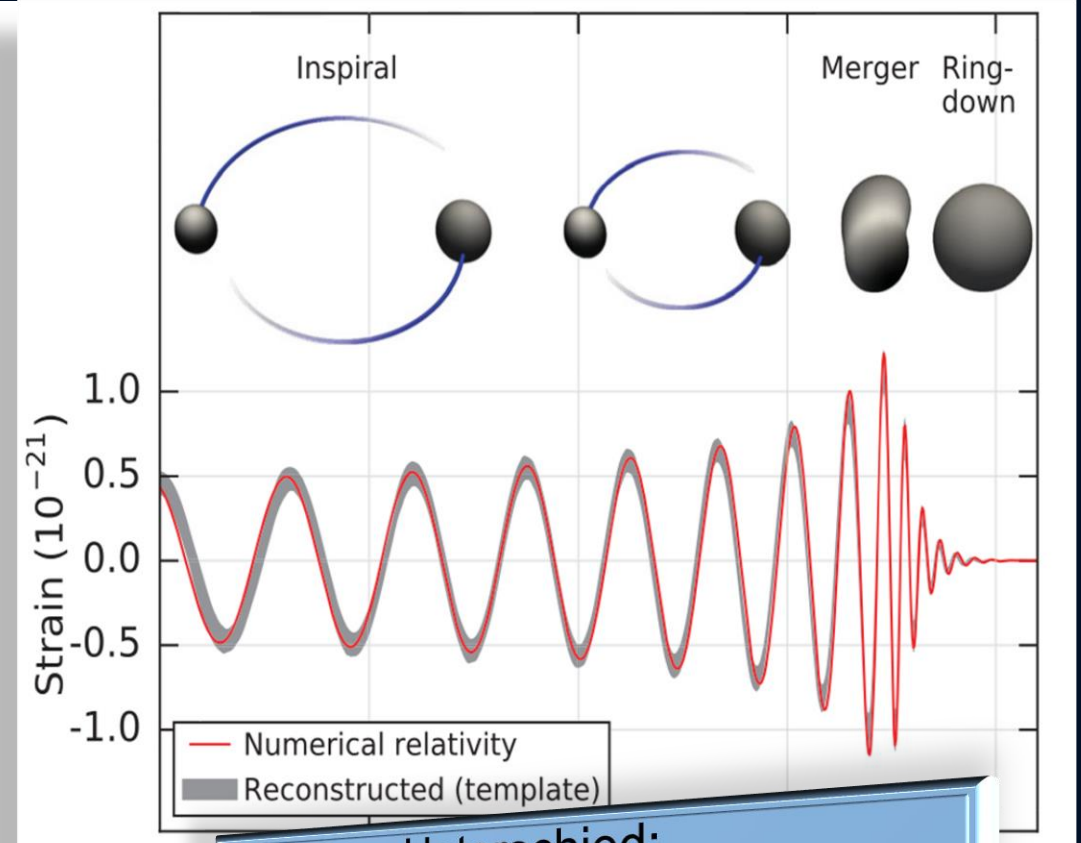 Inspiral
Merger
Ring-
down
1.0
0.5
0.0
-0.5
-1.0
Strain (10⁻²¹)
Numerical relativity
Reconstructed (template)